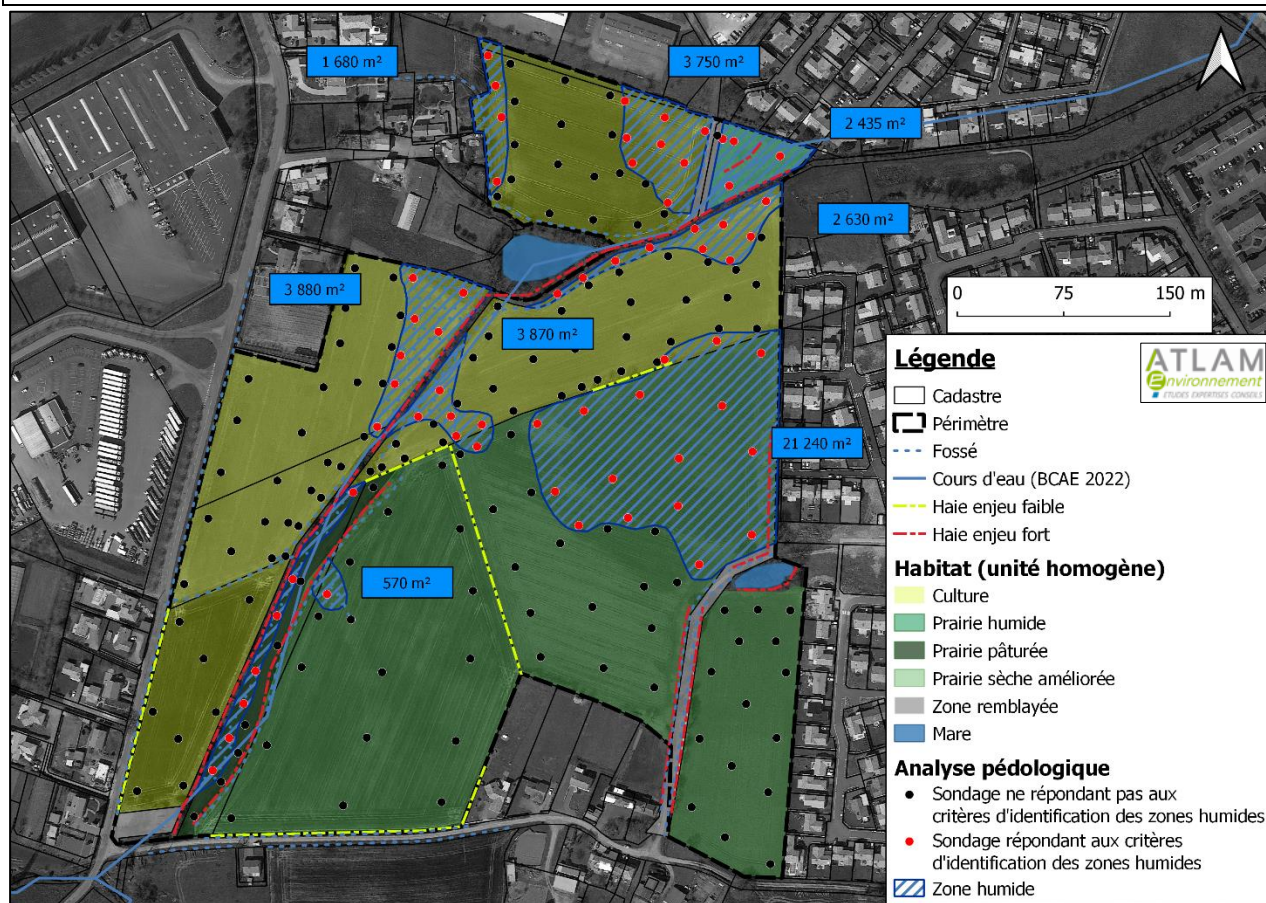 1 680 m²
3 750 m²
2 435 m²
2 630 m²
3 880 m²
3 870 m²
21 240 m²
570 m²
0 75 150 m
Légende
ATLAM
environnement
ETUDES EXPERTISES CONSEILS
Cadastre
Périmètre
Fossé
Cours d'eau (BCAE 2022)
Haie enjeu faible
Haie enjeu fort
Habitat (unité homogène)
Culture
Prairie humide
Prairie pâturée
Prairie sèche améliorée
Zone remblayée
Mare
Analyse pédologique
Sondage ne répondant pas aux
critères d'identification des zones humides
Sondage répondant aux critères
d'identification des zones humides
Zone humide